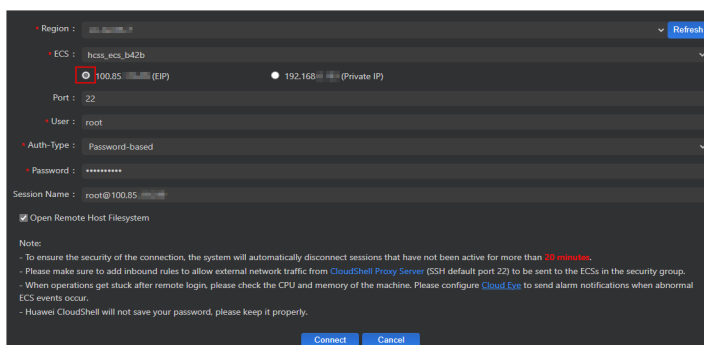 * Region :
Refresh
* ECS : hcss_ecs_b42b
100.85. (EIP) 192.168 (Private IP)
Port : 22
* User : root
* Auth-Type : Password-based
* Password : ••••••••••
Session Name : root@100.85.
Open Remote Host Filesystem
Note:
- To ensure the security of the connection, the system will automatically disconnect sessions that have not been active for more than 20 minutes.
- Please make sure to add inbound rules to allow external network traffic from CloudShell Proxy Server (SSH default port 22) to be sent to the ECSs in the security group.
- When operations get stuck after remote login, please check the CPU and memory of the machine. Please configure Cloud Eye to send alarm notifications when abnormal
ECS events occur.
- Huawei CloudShell will not save your password, please keep it properly.
Connect Cancel